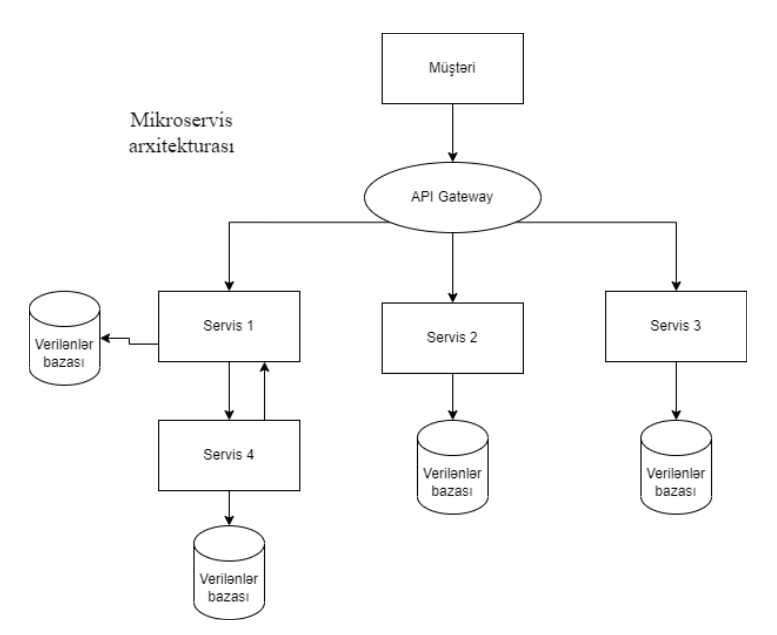 Müştəri
Mikroservis
arxitekturası
API Gateway
Servis 1
Servis 2
Servis 3
Verilənlər
bazası
Servis 4
Verilənlər
bazası
Verilənlər
bazası
Verilənlər
bazası